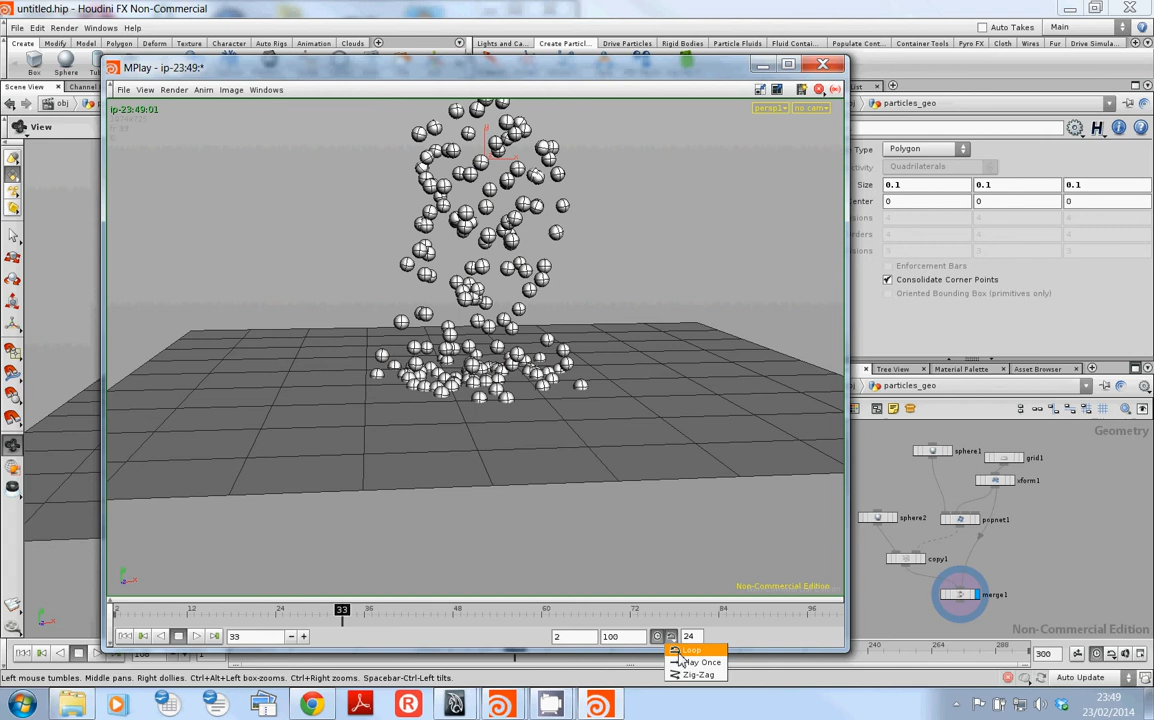 untitled.hip - Houdini FX Non-Commercial
File Edit Render Windows Help
Auto Takes
Main
Create Modify Model Polygon Deform Texture Character Auto Rigs Animation Clouds
Lights and Ca... Create Particl... Drive Particles Rigid Bodies Particle Fluids Fluid Contai... Populate Conta... Container Tools Pyro FX Cloth Wires Fur Drive Simula...
Box Sphere
Scene View
Channel
obj
View
MPlay - ip-23:49:*
File View Render Anim Image Windows
ip-23:49:01
persp1 no cam
Non-Commercial Edition
2 12 24 33 36 48 60 72 84 96
33
2
100
24
Loop
Play Once
Zig-Zag
List
particles_geo
Type
Polygon
Quadrilaterals
Size 0.1 0.1 0.1
Center 0 0 0
Enforcement Bars
Consolidate Corner Points
Oriented Bounding Box (primitives only)
Tree View Material Palette Asset Browser
particles_geo
Geometry
sphere1
grid1
xform1
sphere2
popnet1
copy1
merge1
Non-Commercial Edition
264 288
300
Left mouse tumbles. Middle pans. Right dollies. Ctrl+Alt+Left box-zooms. Ctrl+Right zooms. Spacebar-Ctrl-Left tilts.
Auto Update
23:49
23/02/2014